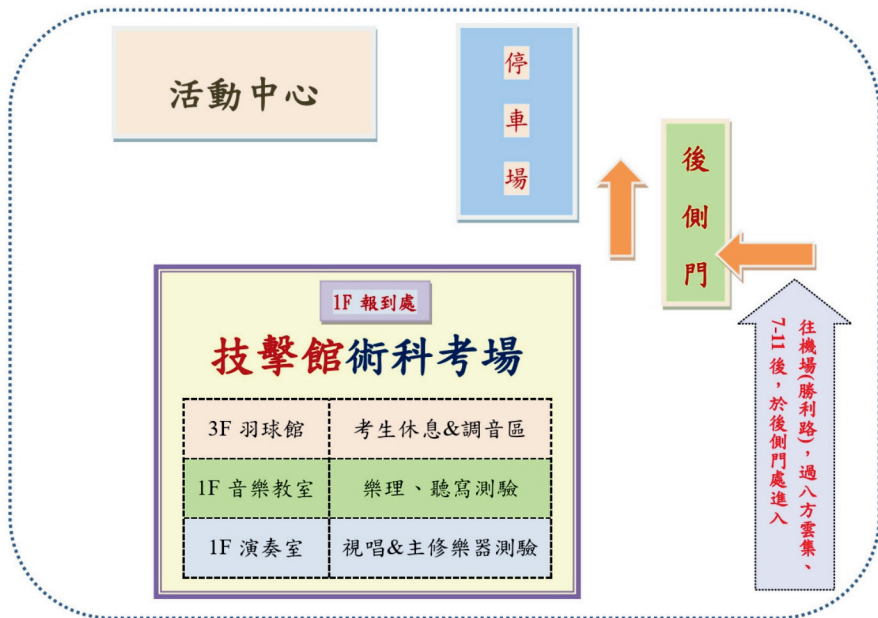 活動中心
停車場
後側門
1F 報到處
技擊館術科考場
3F 羽球館 考生休息&調音區
1F 音樂教室 樂理、聽寫測驗
1F 演奏室 視唱&主修樂器測驗
往機場(勝利路)，過八方雲集、
7-11 後，於後側門處進入